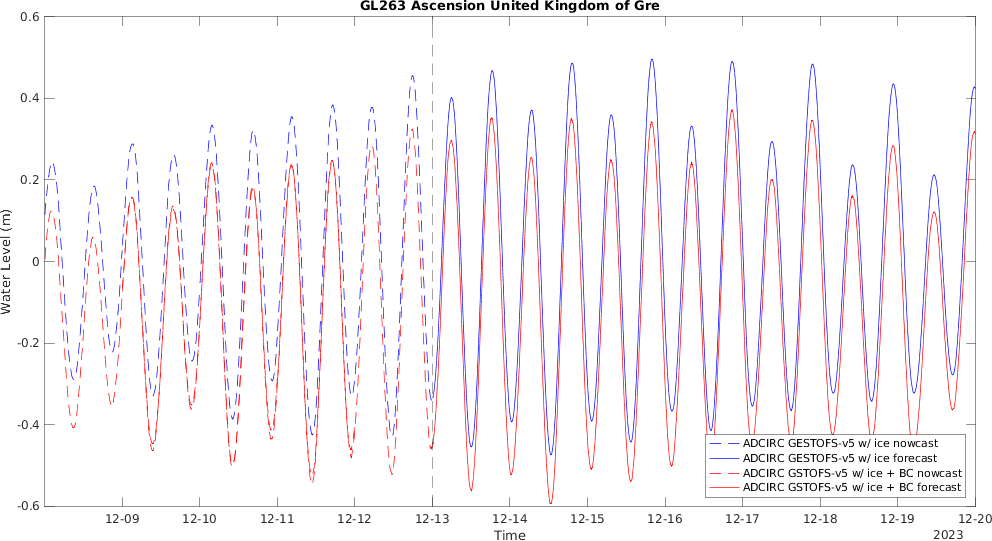 GL263 Ascension United Kingdom of Gre
Water Level (m)
0.6
0.4
0.2
0
-0.2
-0.4
-0.6
12-09 12-10 12-11 12-12 12-13 12-14 12-15 12-16 12-17 12-18 12-19 12-20
Time
2023
ADCIRC GESTOFS-v5 w/ ice nowcast
ADCIRC GESTOFS-v5 w/ ice forecast
ADCIRC GSTOFS-v5 w/ ice + BC nowcast
ADCIRC GSTOFS-v5 w/ ice + BC forecast